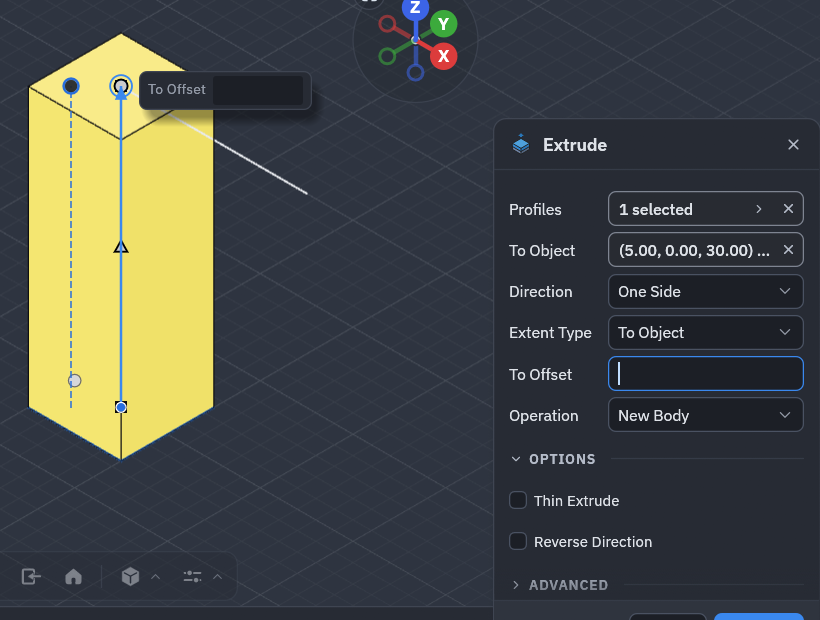 Z
Y
X
To Offset
Extrude
Profiles
1 selected
To Object
(5.00, 0.00, 30.00) ...
Direction
One Side
Extent Type
To Object
To Offset
Operation
New Body
OPTIONS
Thin Extrude
Reverse Direction
ADVANCED